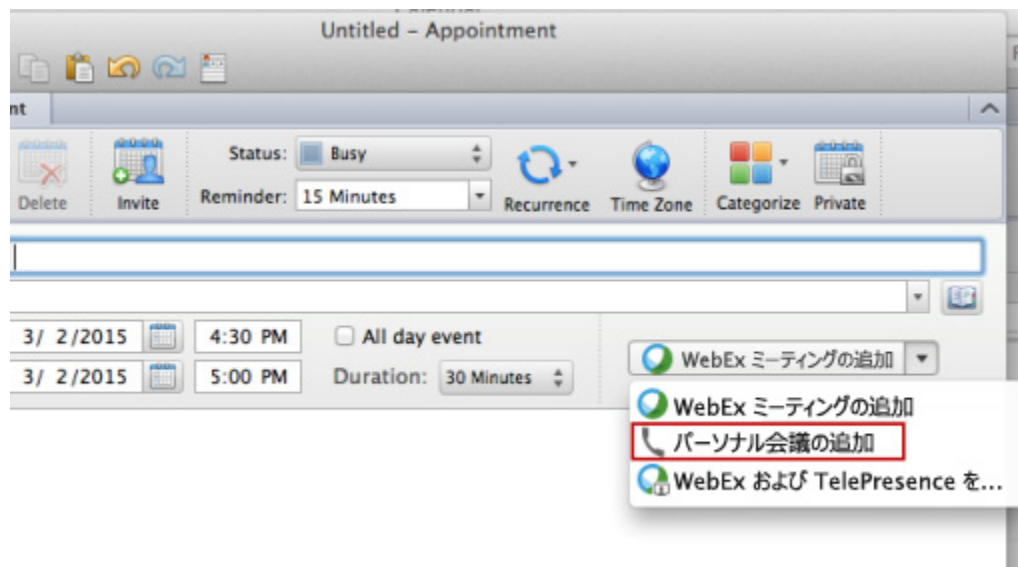 Untitled – Appointment
nt
Delete
Invite
Status: Busy
Reminder: 15 Minutes
Recurrence
Time Zone
Categorize
Private
3/ 2/2015 4:30 PM All day event
3/ 2/2015 5:00 PM Duration: 30 Minutes
WebEx ミーティングの追加
WebEx ミーティングの追加
パーソナル会議の追加
WebEx および TelePresence を...